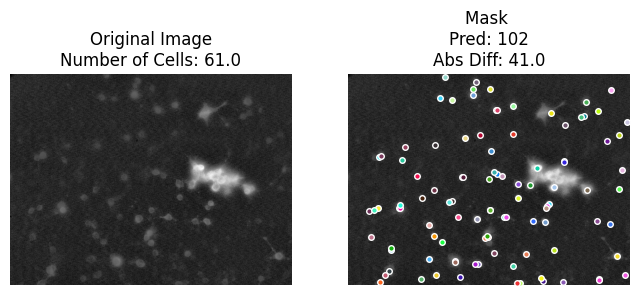 Original Image
Number of Cells: 61.0
Mask
Pred: 102
Abs Diff: 41.0